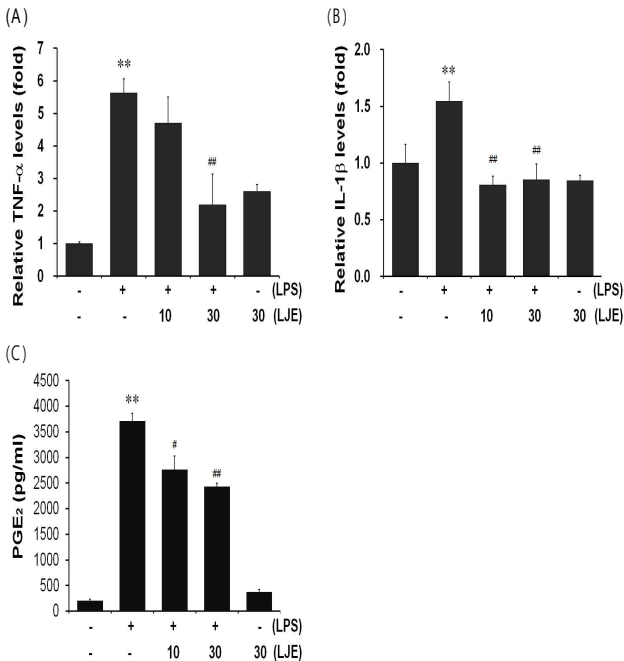 (A)
Relative TNF-α levels (fold)
7
6
5
4
3
2
1
0
**
##
- + + + - (LPS)
- - 10 30 30 (LJE)
(B)
Relative IL-1β levels (fold)
2.0
1.5
1.0
0.5
0.0
**
## ##
- + + + - (LPS)
- - 10 30 30 (LJE)
(C)
PGE₂ (pg/ml)
4500
4000
3500
3000
2500
2000
1500
1000
500
0
**
#
##
- + + + - (LPS)
- - 10 30 30 (LJE)